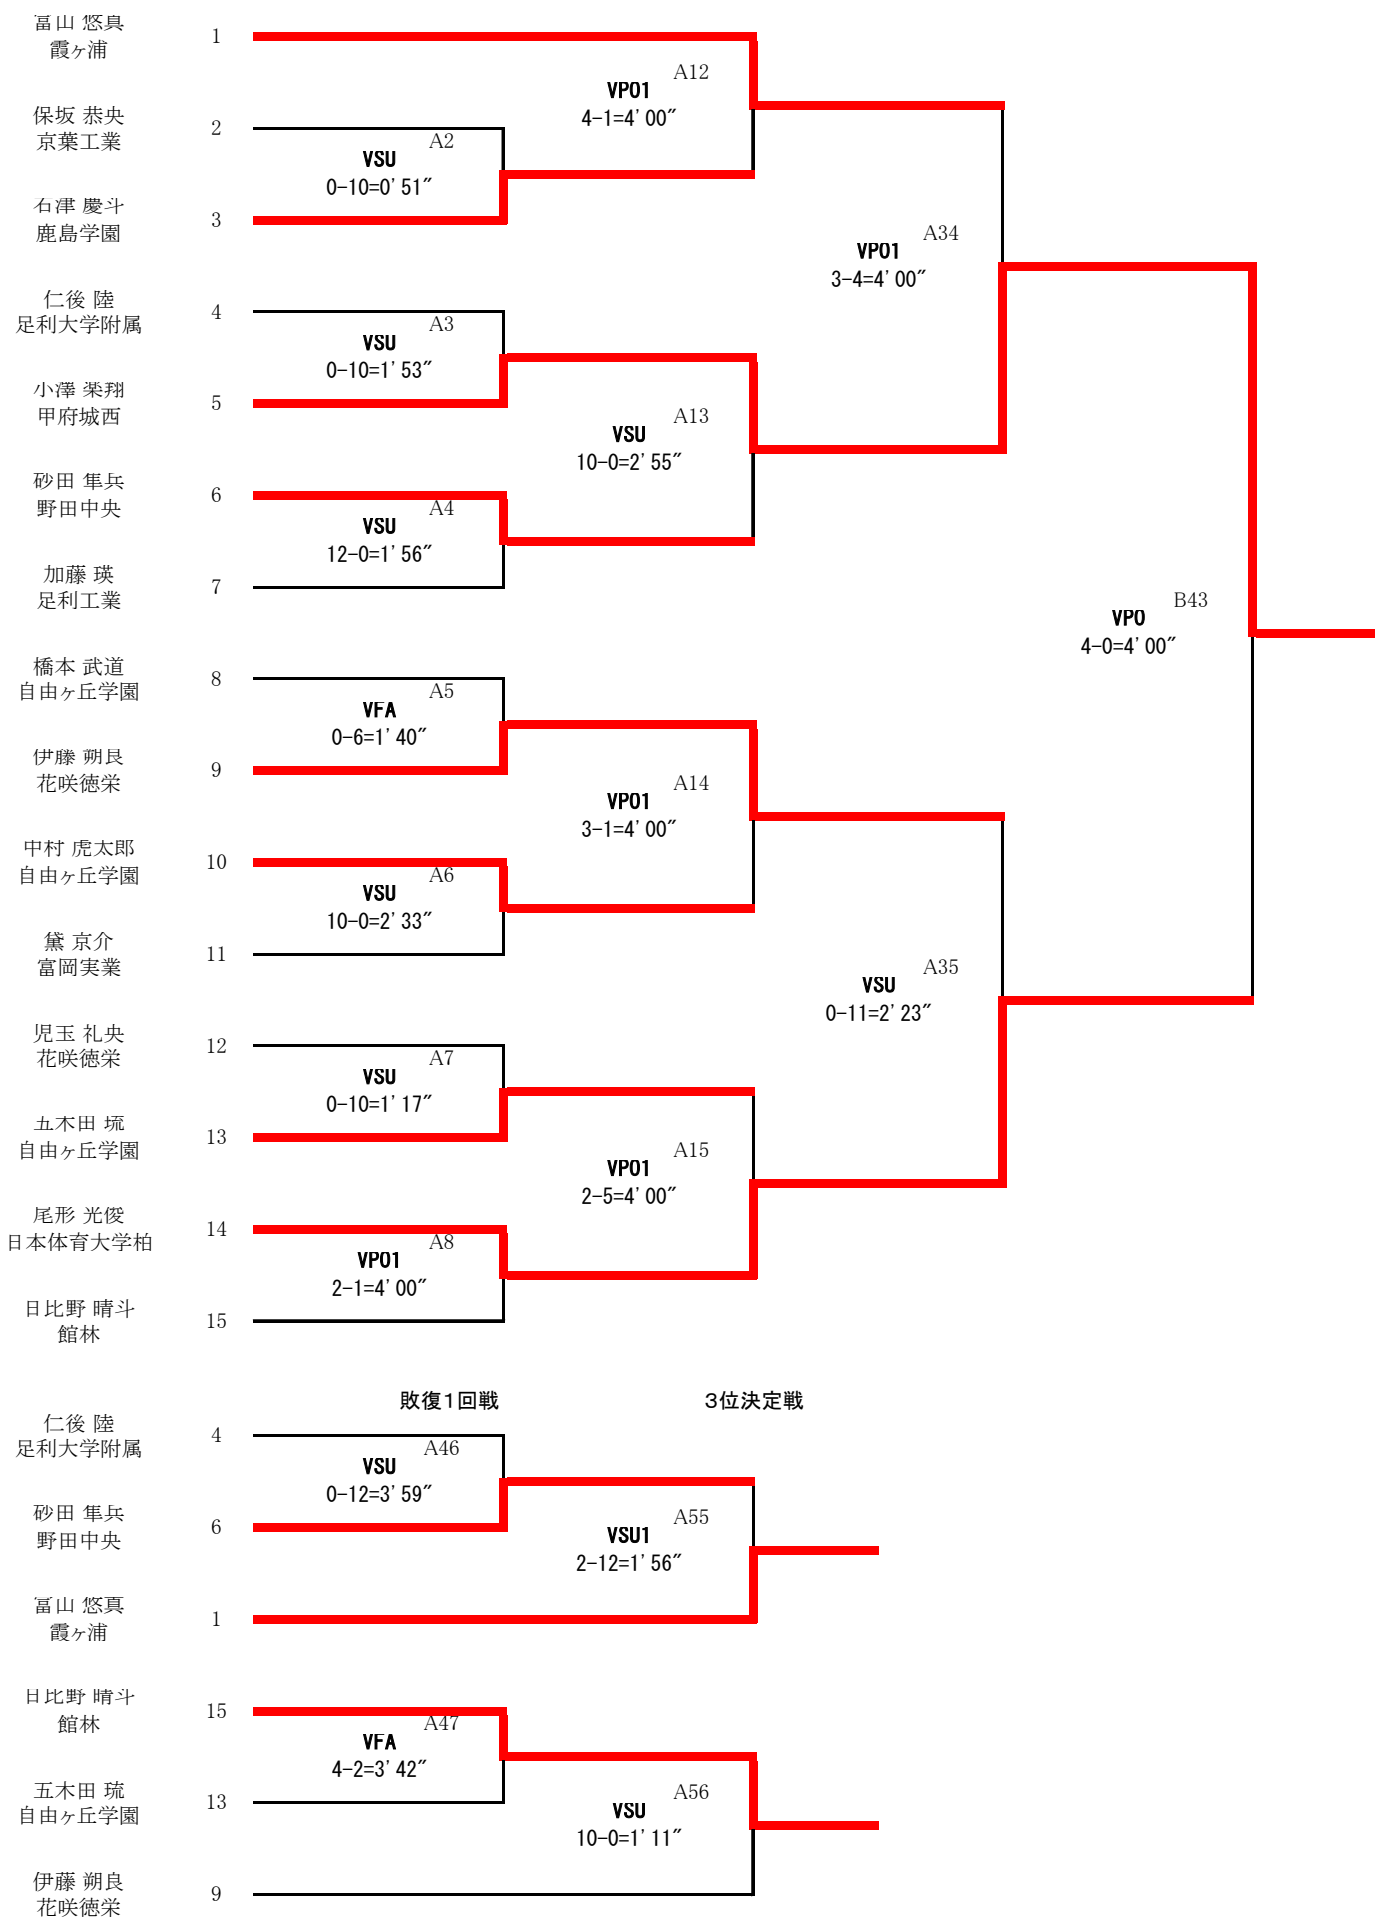 富山 悠真
霞ヶ浦
1
A12
VPO1
4-1=4'00"
保坂 恭央
京葉工業
2
A2
VSU
0-10=0'51"
石津 慶斗
鹿島学園
3
A34
VPO1
3-4=4'00"
仁後 陸
足利大学附属
4
A3
VSU
0-10=1'53"
小澤 楽翔
甲府城西
5
A13
VSU
10-0=2'55"
砂田 隼兵
野田中央
6
A4
VSU
12-0=1'56"
加藤 瑛
足利工業
7
B43
VPO
4-0=4'00"
橋本 武道
自由ヶ丘学園
8
A5
VFA
0-6=1'40"
伊藤 朔良
花咲徳栄
9
A14
VPO1
3-1=4'00"
中村 虎太郎
自由ヶ丘学園
10
A6
VSU
10-0=2'33"
黛 京介
富岡実業
11
A35
VSU
0-11=2'23"
児玉 礼央
花咲徳栄
12
A7
VSU
0-10=1'17"
五木田 琉
自由ヶ丘学園
13
A15
VPO1
2-5=4'00"
尾形 光俊
日本体育大学柏
14
A8
VPO1
2-1=4'00"
日比野 晴斗
館林
15
敗復1回戦
3位決定戦
仁後 陸
足利大学附属
4
A46
VSU
0-12=3'59"
砂田 隼兵
野田中央
6
A55
VSU1
2-12=1'56"
富山 悠真
霞ヶ浦
1
日比野 晴斗
館林
15
A47
VFA
4-2=3'42"
五木田 琉
自由ヶ丘学園
13
A56
VSU
10-0=1'11"
伊藤 朔良
花咲徳栄
9